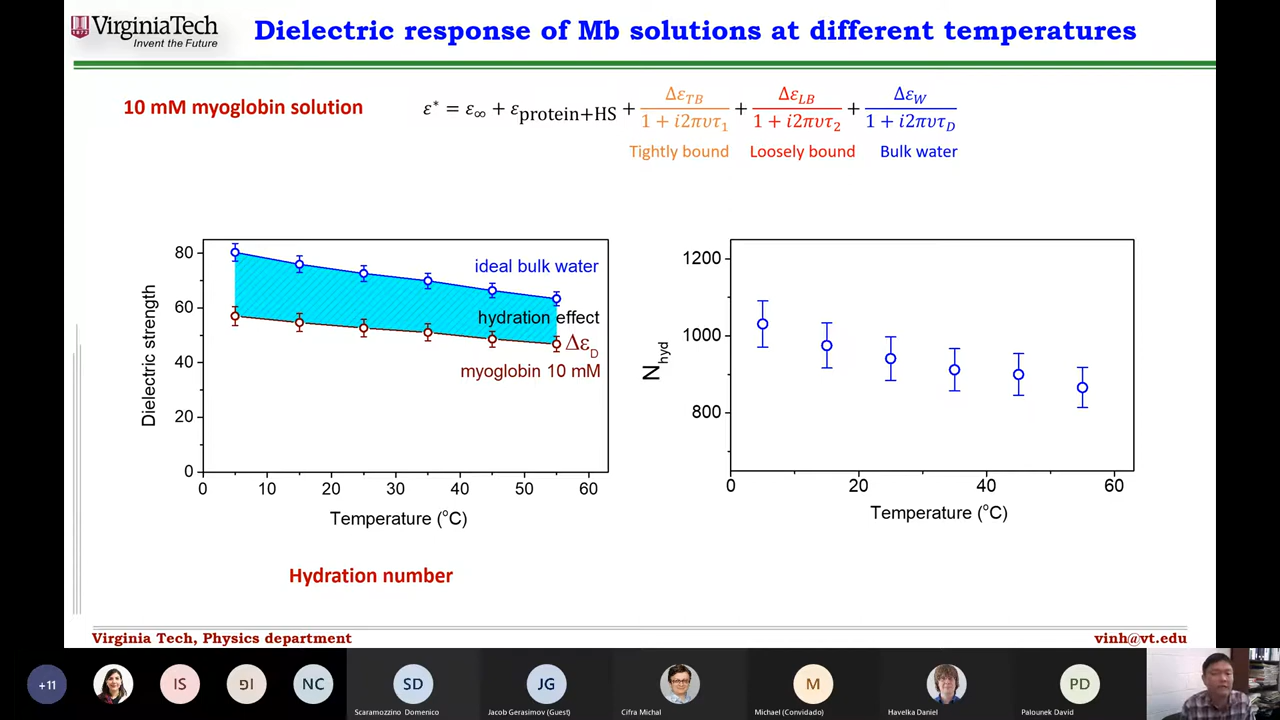 VirginiaTech
Invent the Future
Dielectric response of Mb solutions at different temperatures
10 mM myoglobin solution
ε* = ε∞ + εprotein+HS + ΔεTB / (1 + i2πυτ1) + ΔεLB / (1 + i2πυτ2) + ΔεW / (1 + i2πυτD)
Tightly bound Loosely bound Bulk water
Dielectric strength
80
60
40
20
0
0 10 20 30 40 50 60
Temperature (°C)
ideal bulk water
hydration effect
ΔεD
myoglobin 10 mM
Nhyd
1200
1000
800
0 20 40 60
Temperature (°C)
Hydration number
Virginia Tech, Physics department
vinh@vt.edu
+11
IS
פו
NC
SD
JG
M
PD
Scaramozzino Domenico
Jacob Gerasimov (Guest)
Cifra Michal
Michael (Convidado)
Havelka Daniel
Palounek David